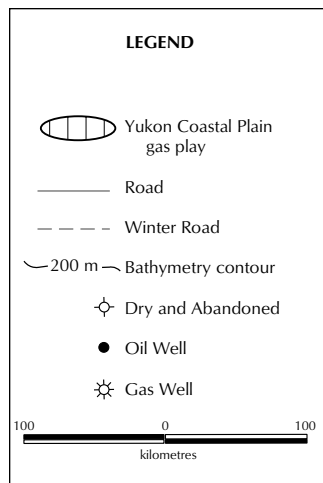 LEGEND
Yukon Coastal Plain
gas play
Road
Winter Road
200 m
Bathymetry contour
Dry and Abandoned
Oil Well
Gas Well
100 0 100
kilometres